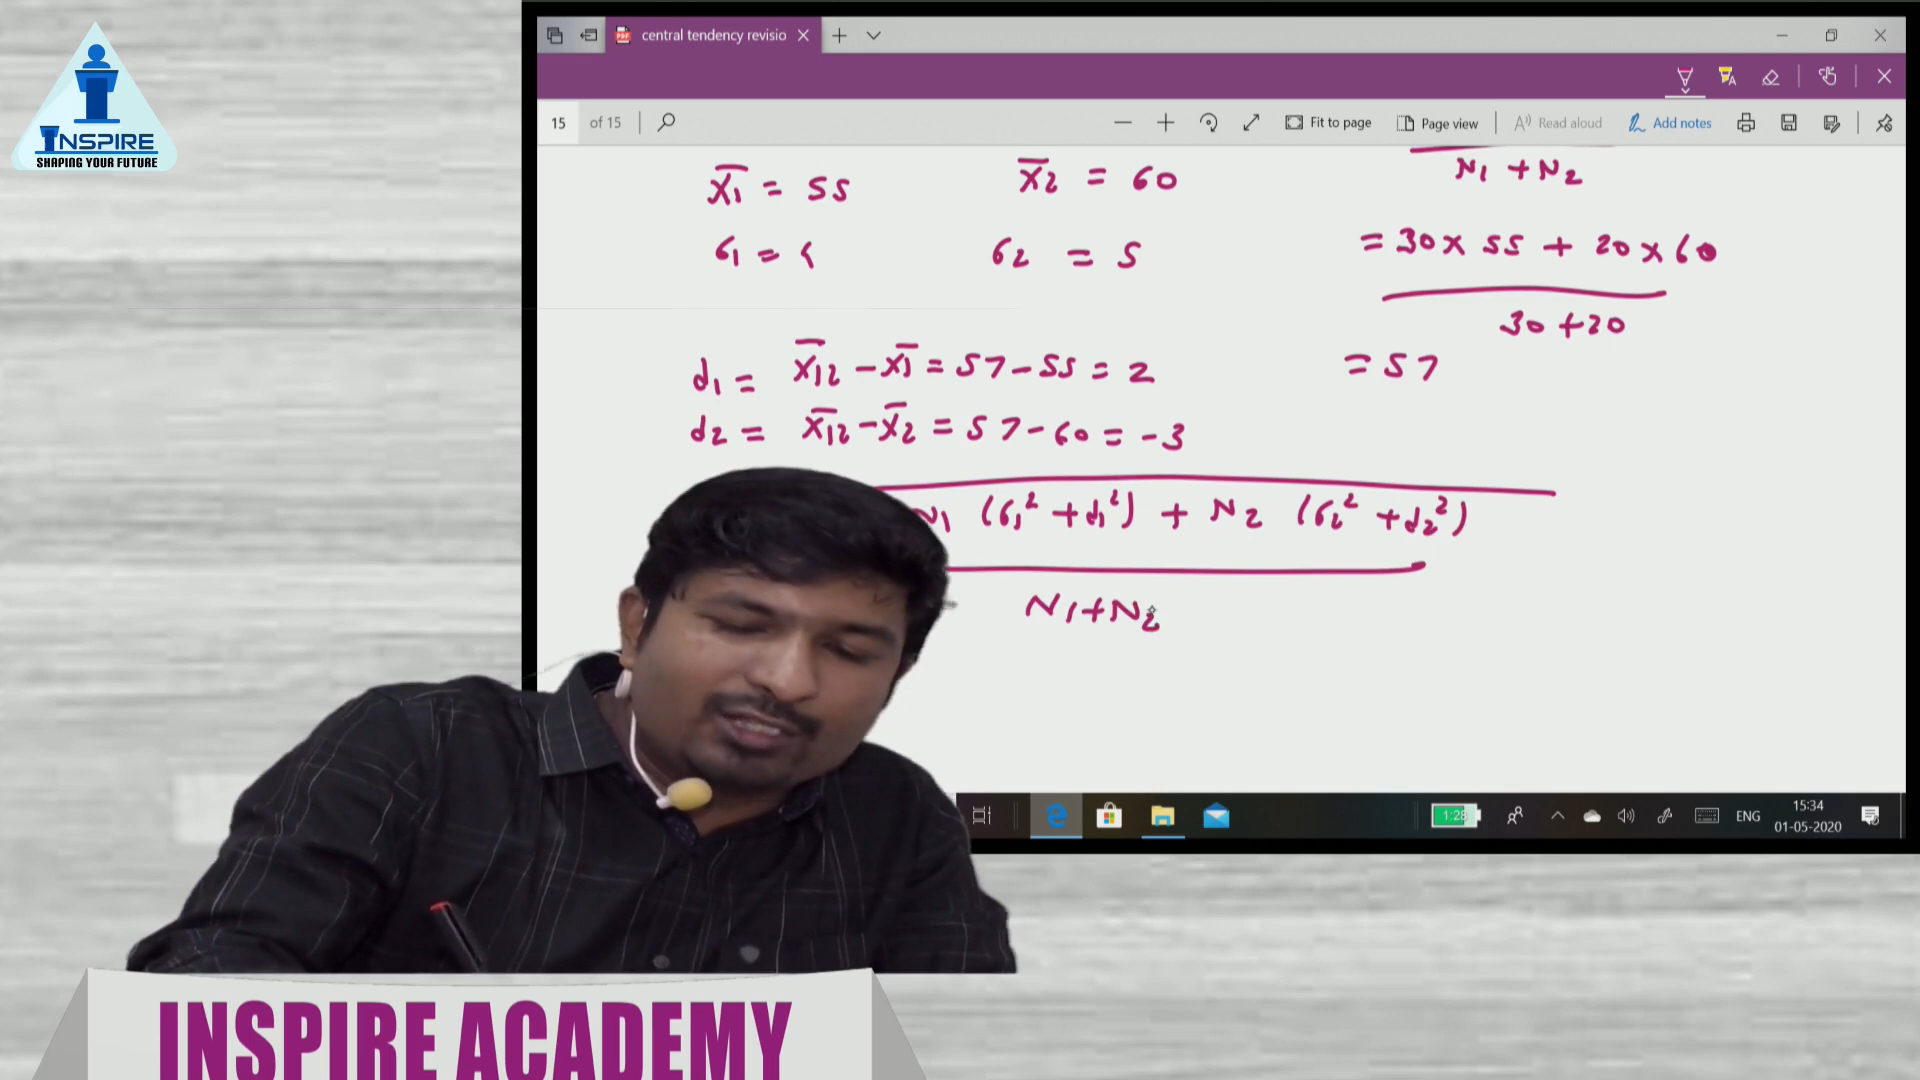 INSPIRE
SHAPING YOUR FUTURE
central tendency revisio
15 of 15
Fit to page
Page view
Read aloud
Add notes
N1 + N2
x̄1 = 55
x̄2 = 60
= 30 x 55 + 20 x 60
σ2 = 5
30 + 20
d1 = x̄12 - x̄1 = 57 - 55 = 2
= 57
d2 = x̄12 - x̄2 = 57 - 60 = -3
N1 (σ1² + d1²) + N2 (σ2² + d2²)
N1 + N2
1:28
ENG
15:34
01-05-2020
INSPIRE ACADEMY